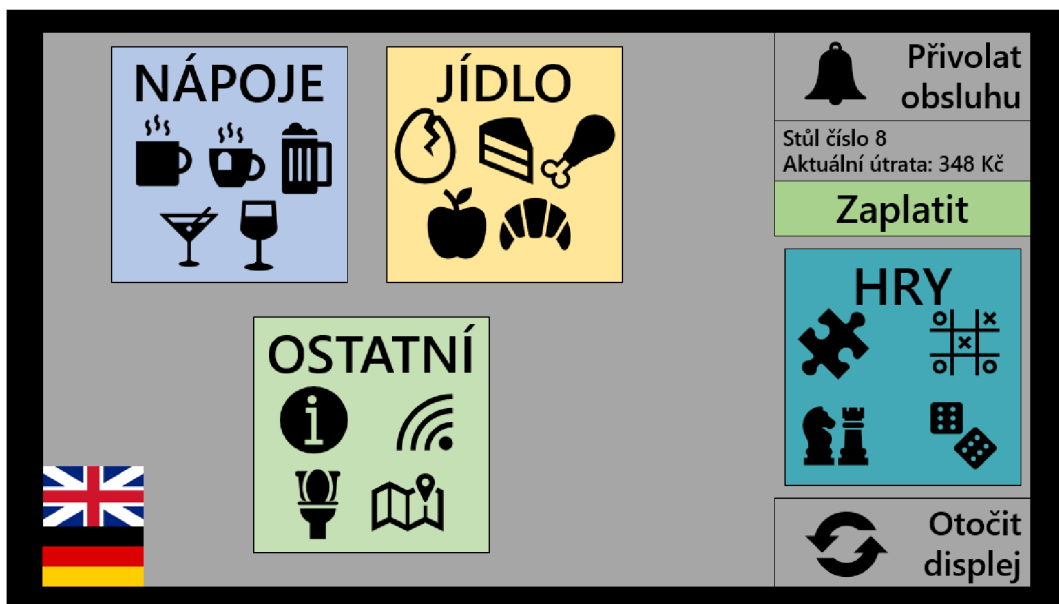 NÁPOJE
JÍDLO
OSTATNÍ
Přivolat
obsluhu
Stůl číslo 8
Aktuální útrata: 348 Kč
Zaplatit
HRY
Otočit
displej